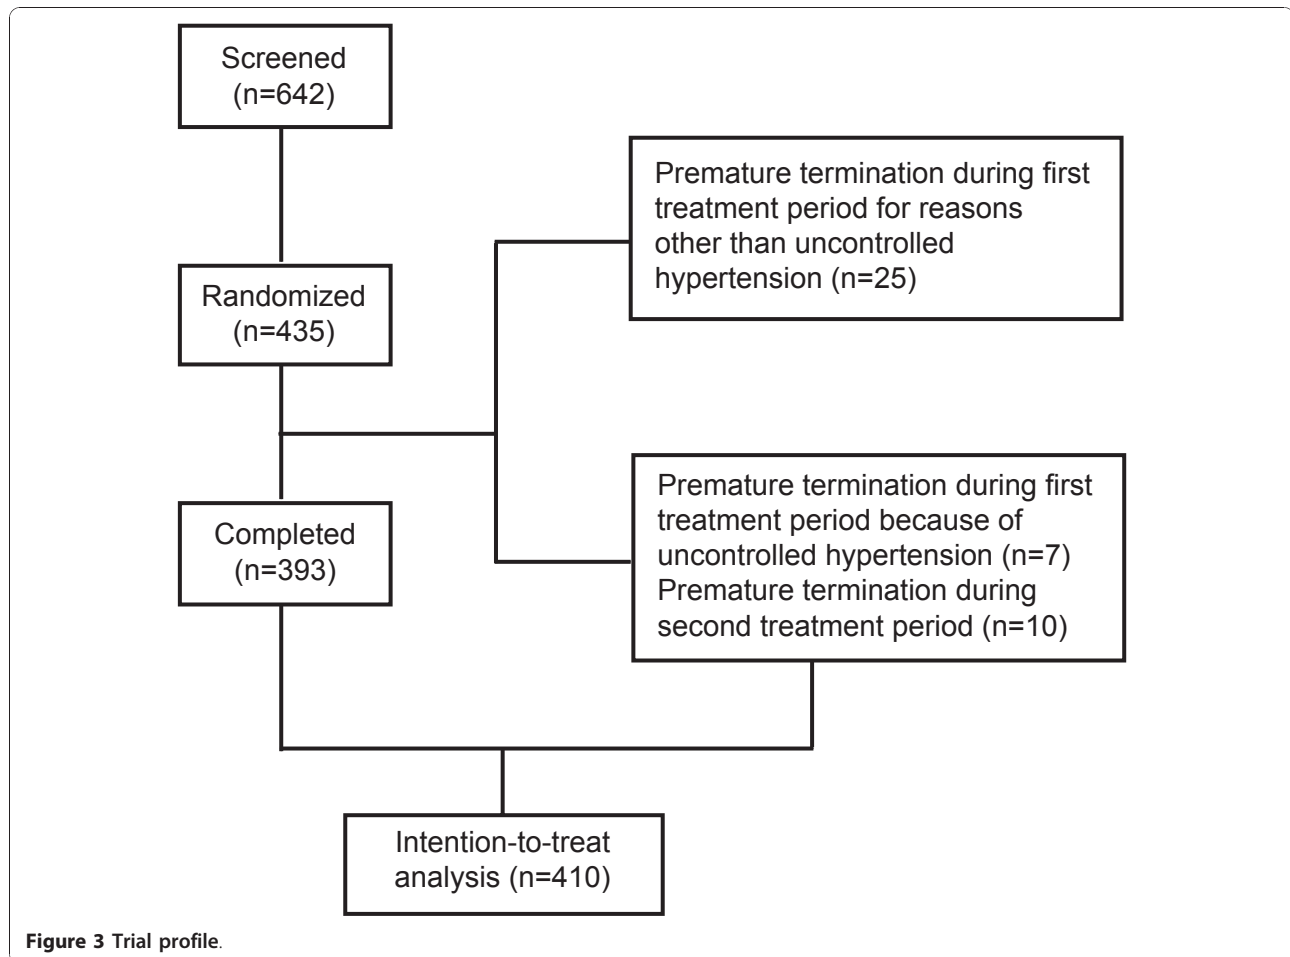 Screened
(n=642)
Premature termination during first
treatment period for reasons
other than uncontrolled
hypertension (n=25)
Randomized
(n=435)
Premature termination during first
treatment period because of
uncontrolled hypertension (n=7)
Premature termination during
second treatment period (n=10)
Completed
(n=393)
Intention-to-treat
analysis (n=410)
Figure 3 Trial profile.